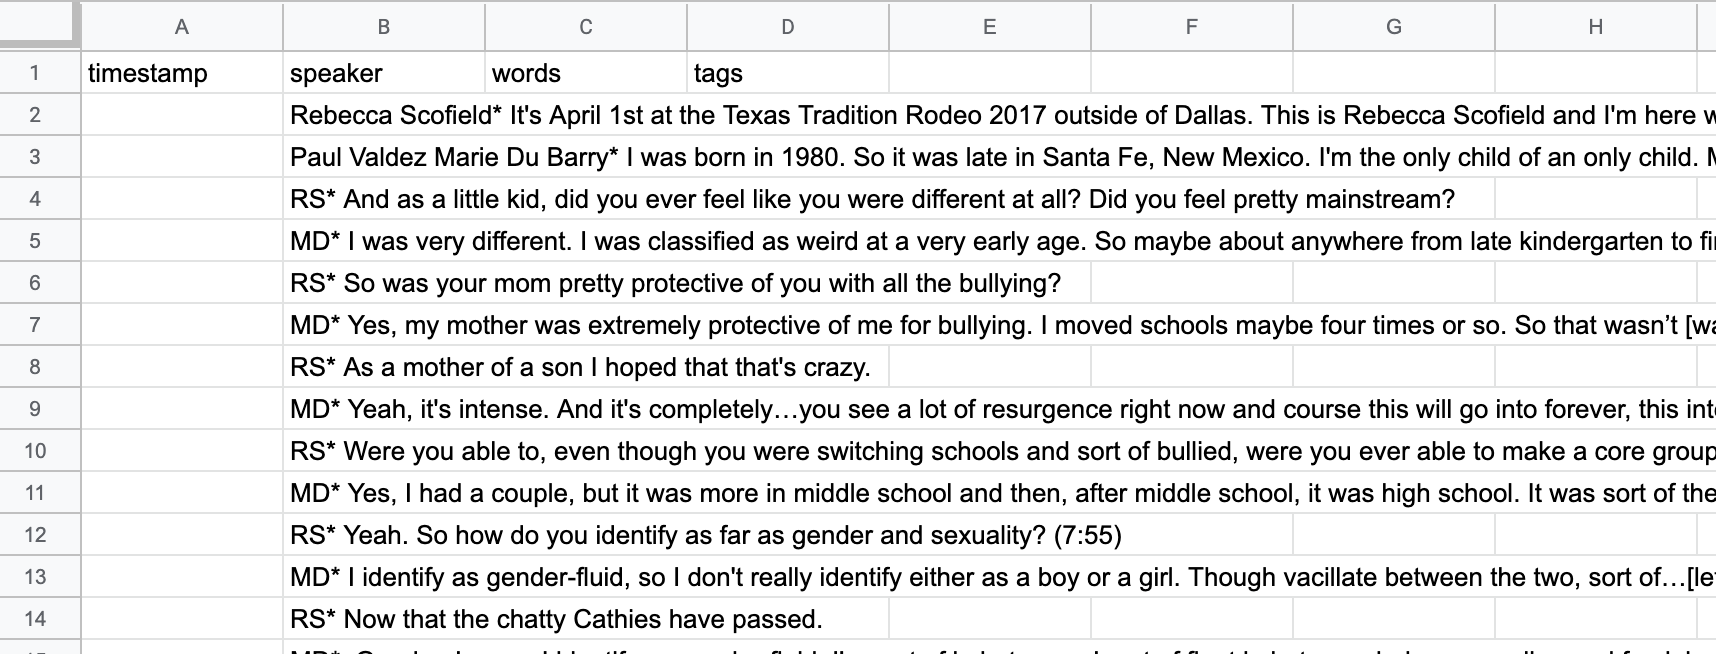 A B C D E F G H
1 timestamp speaker words tags
2 Rebecca Scofield* It's April 1st at the Texas Tradition Rodeo 2017 outside of Dallas. This is Rebecca Scofield and I'm here
3 Paul Valdez Marie Du Barry* I was born in 1980. So it was late in Santa Fe, New Mexico. I'm the only child of an only child.
4 RS* And as a little kid, did you ever feel like you were different at all? Did you feel pretty mainstream?
5 MD* I was very different. I was classified as weird at a very early age. So maybe about anywhere from late kindergarten to
6 RS* So was your mom pretty protective of you with all the bullying?
7 MD* Yes, my mother was extremely protective of me for bullying. I moved schools maybe four times or so. So that wasn’t
8 RS* As a mother of a son I hoped that that's crazy.
9 MD* Yeah, it's intense. And it's completely…you see a lot of resurgence right now and course this will go into forever, this
10 RS* Were you able to, even though you were switching schools and sort of bullied, were you ever able to make a core group
11 MD* Yes, I had a couple, but it was more in middle school and then, after middle school, it was high school. It was sort of the
12 RS* Yeah. So how do you identify as far as gender and sexuality? (7:55)
13 MD* I identify as gender-fluid, so I don't really identify either as a boy or a girl. Though vacillate between the two, sort of…
14 RS* Now that the chatty Cathies have passed.